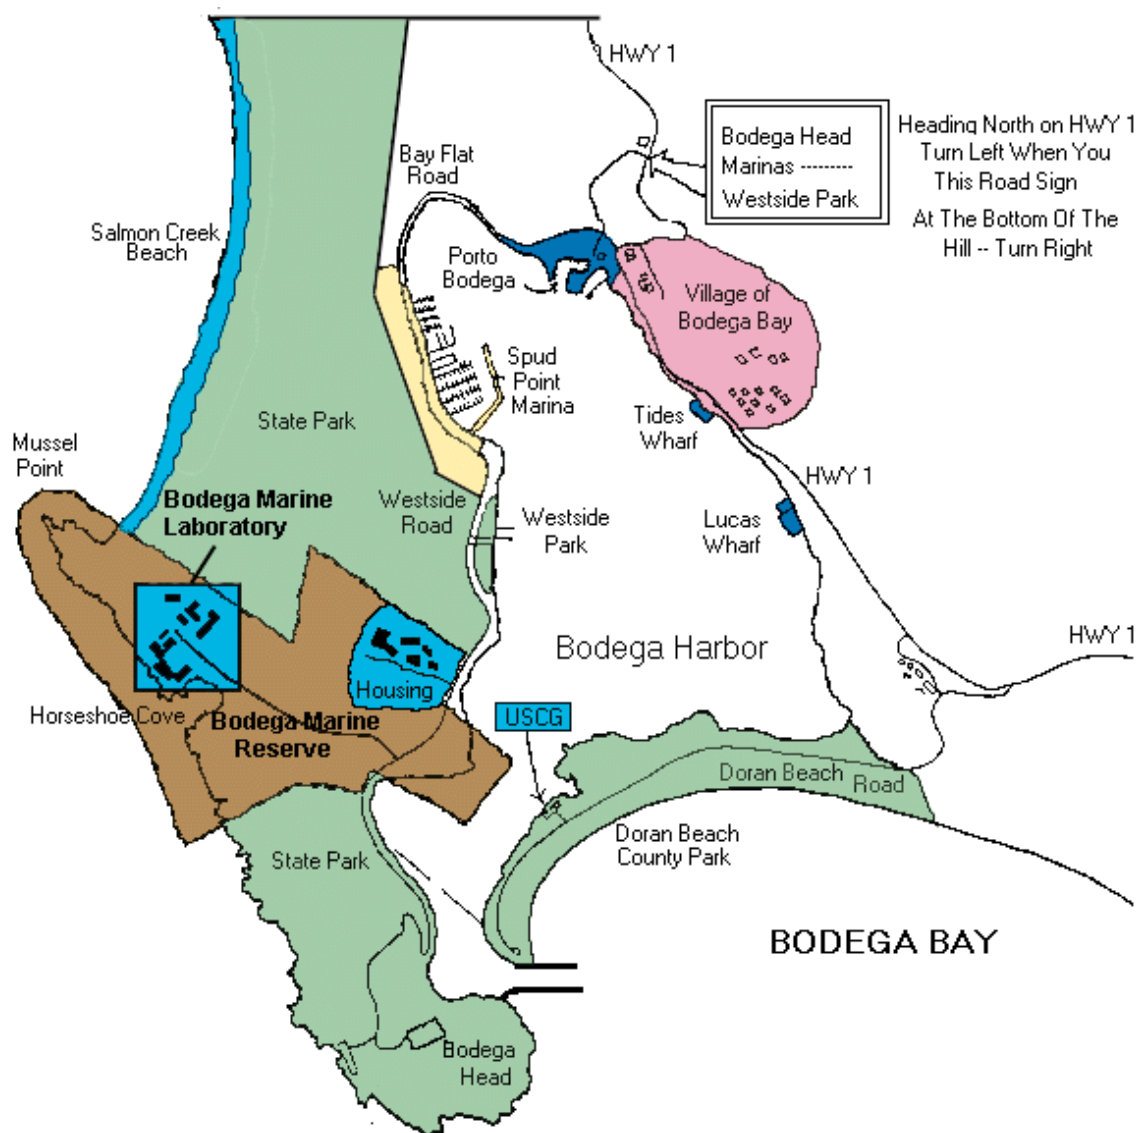 HWY 1
Bodega Head
Marinas ---------
Westside Park
Heading North on HWY 1
Turn Left When You
This Road Sign
At The Bottom Of The
Hill -- Turn Right
Bay Flat
Road
Salmon Creek
Beach
Porto
Bodega
Village of
Bodega Bay
Spud
Point
Marina
State Park
Tides
Wharf
Mussel
Point
HWY 1
Bodega Marine
Laboratory
Westside
Road
Westside
Park
Lucas
Wharf
HWY 1
Bodega Harbor
Housing
Horseshoe Cove
Bodega Marine
Reserve
USCG
Doran Beach
Road
Doran Beach
County Park
State Park
BODEGA BAY
Bodega
Head